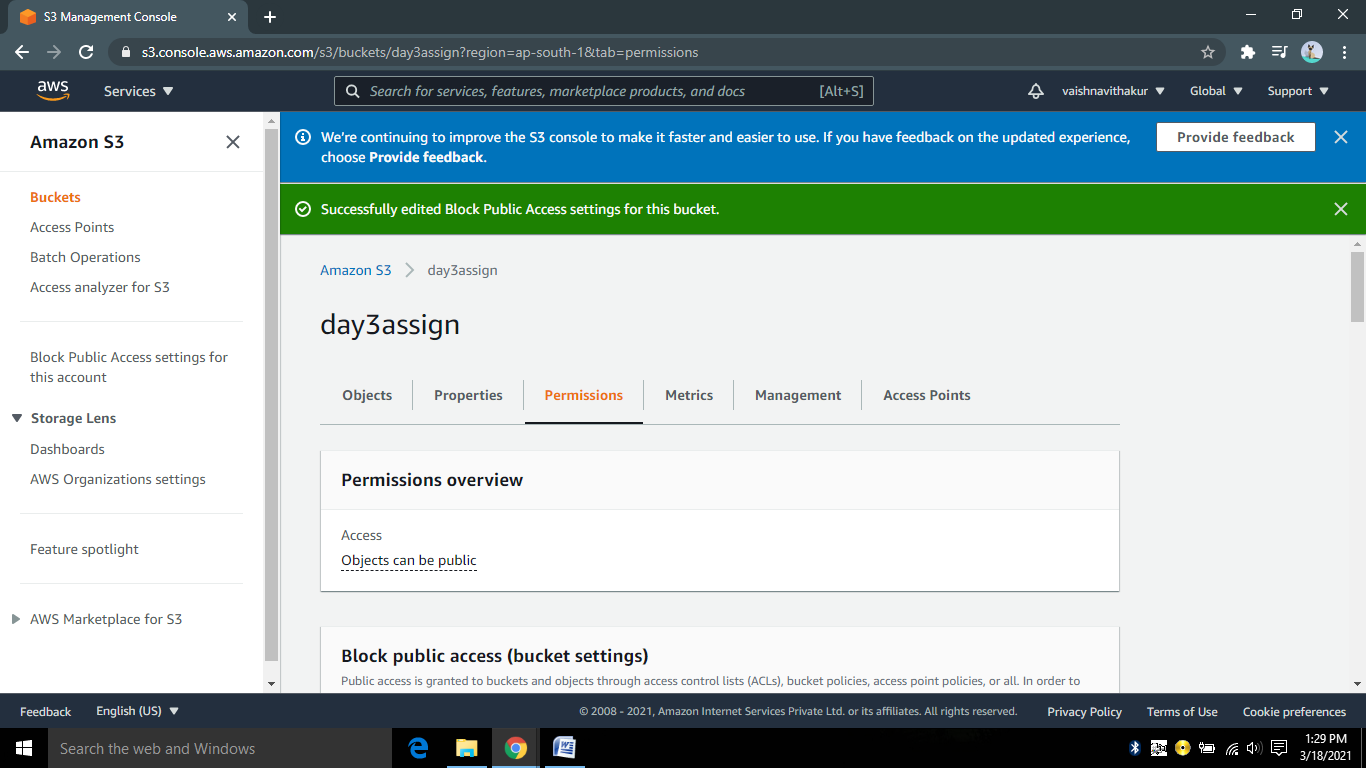 S3 Management Console
s3.console.aws.amazon.com/s3/buckets/day3assign?region=ap-south-1&tab=permissions
aws
Services
Search for services, features, marketplace products, and docs
[Alt+S]
vaishnavithakur
Global
Support
Amazon S3
Buckets
Access Points
Batch Operations
Access analyzer for S3
Block Public Access settings for
this account
Storage Lens
Dashboards
AWS Organizations settings
Feature spotlight
AWS Marketplace for S3
We're continuing to improve the S3 console to make it faster and easier to use. If you have feedback on the updated experience,
choose Provide feedback.
Provide feedback
Successfully edited Block Public Access settings for this bucket.
Amazon S3 day3assign
day3assign
Objects
Properties
Permissions
Metrics
Management
Access Points
Permissions overview
Access
Objects can be public
Block public access (bucket settings)
Public access is granted to buckets and objects through access control lists (ACLs), bucket policies, access point policies, or all. In order to
Feedback
English (US)
© 2008 - 2021, Amazon Internet Services Private Ltd. or its affiliates. All rights reserved.
Privacy Policy
Terms of Use
Cookie preferences
Search the web and Windows
1:29 PM
3/18/2021